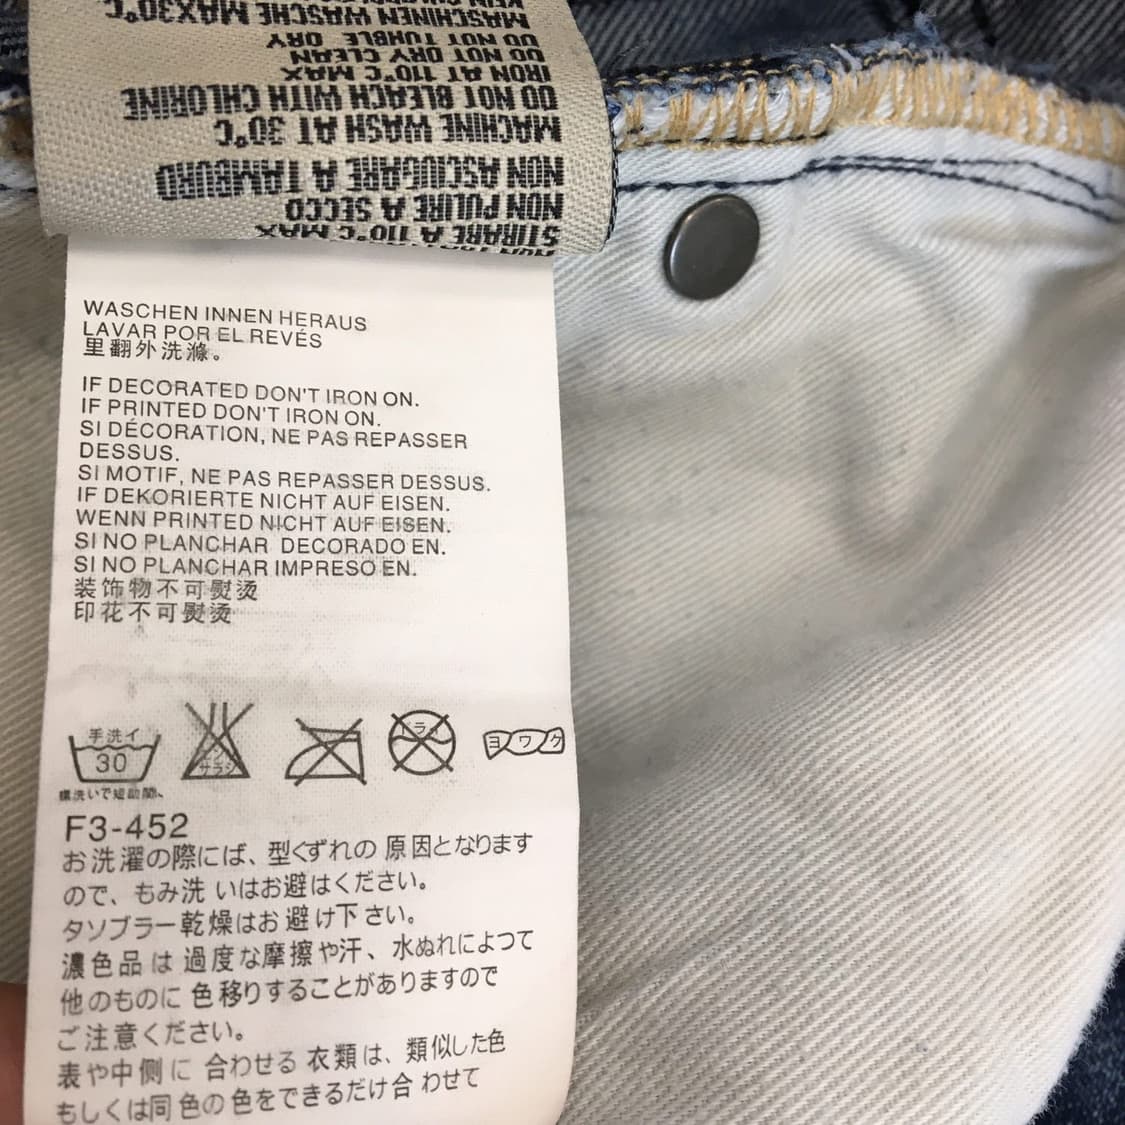 STIRARE A 110°C MAX
NON PULIRE A SECCO
NON ASCIUGARE A TAMBURO
MACHINE WASH AT 30°C
DO NOT BLEACH WITH CHLORINE
IRON AT 110°C MAX
DO NOT DRY CLEAN
DO NOT TUMBLE DRY
MASCHINEN WASCHE MAX30°C
WASCHEN INNEN HERAUS
LAVAR POR EL REVÉS
里翻外洗滌。
IF DECORATED DON'T IRON ON.
IF PRINTED DON'T IRON ON.
SI DÉCORATION, NE PAS REPASSER
DESSUS.
SI MOTIF, NE PAS REPASSER DESSUS.
IF DEKORIERTE NICHT AUF EISEN.
WENN PRINTED NICHT AUF EISEN.
SI NO PLANCHAR DECORADO EN.
SI NO PLANCHAR IMPRESO EN.
装饰物不可熨烫
印花不可熨烫
手洗イ
30
サラシ
ドライ
ヨワク
F3-452
お洗濯の際には、型くずれの 原因となります
ので、もみ洗 いはお避はください。
タソブラー乾燥はお 避け下さい。
濃色品 は 過度な摩擦や汗、水ぬれによつて
他のものに 色移りすることがありますので
ご注意ください。
表や中側に 合わせる 衣類は、類似した色
もしくは同色の 色をできるだけ合 わせて